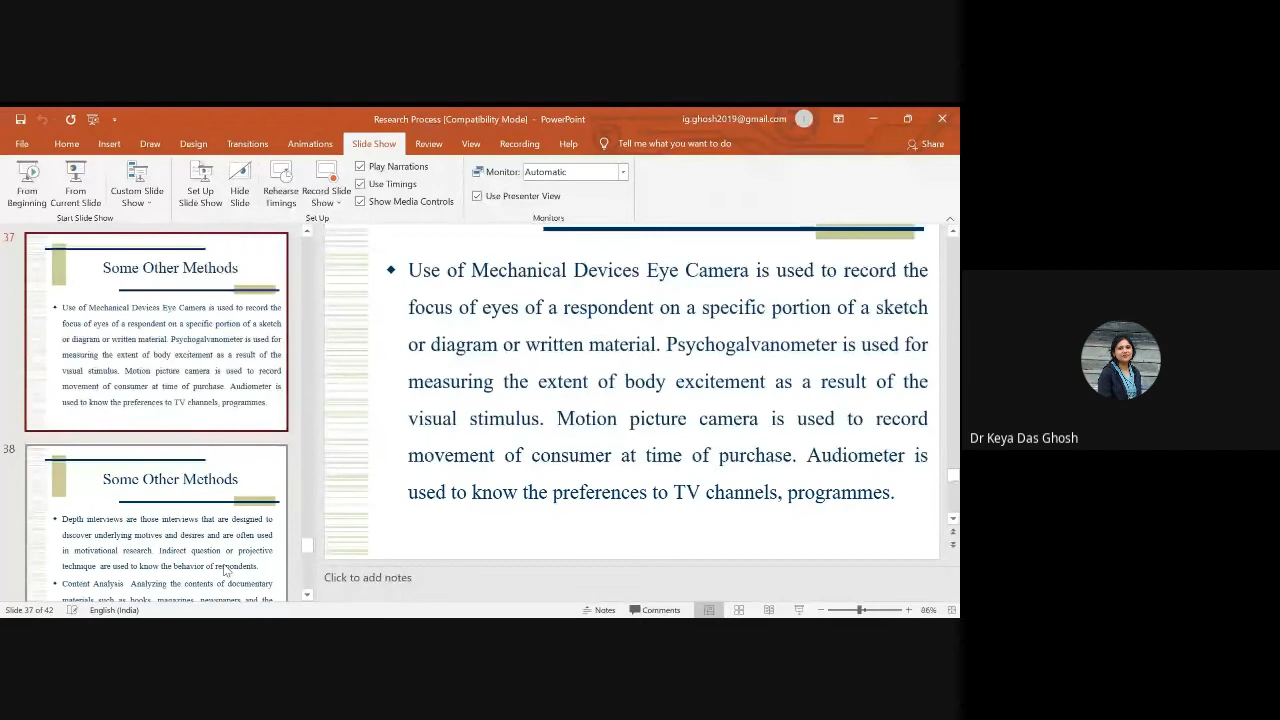 Research Process [Compatibility Mode] - PowerPoint
ig.ghosh2019@gmail.com
I
File Home Insert Draw Design Transitions Animations Slide Show Review View Recording Help Tell me what you want to do Share
From Beginning
From Current Slide
Custom Slide Show
Set Up Slide Show
Hide Slide
Rehearse Timings
Record Slide Show
Play Narrations
Use Timings
Show Media Controls
Monitor: Automatic
Use Presenter View
Start Slide Show
Set Up
Monitors
37
Some Other Methods
Use of Mechanical Devices Eye Camera is used to record the
focus of eyes of a respondent on a specific portion of a sketch
or diagram or written material. Psychogalvanometer is used for
measuring the extent of body excitement as a result of the
visual stimulus. Motion picture camera is used to record
movement of consumer at time of purchase. Audiometer is
used to know the preferences to TV channels, programmes.
38
Some Other Methods
Depth interviews are those interviews that are designed to
discover underlying motives and desires and are often used
in motivational research. Indirect question or projective
technique are used to know the behavior of respondents.
Content Analysis Analyzing the contents of documentary
materials such as books, magazines, newspapers and the
Use of Mechanical Devices Eye Camera is used to record the
focus of eyes of a respondent on a specific portion of a sketch
or diagram or written material. Psychogalvanometer is used for
measuring the extent of body excitement as a result of the
visual stimulus. Motion picture camera is used to record
movement of consumer at time of purchase. Audiometer is
used to know the preferences to TV channels, programmes.
Click to add notes
Slide 37 of 42 English (India) Notes Comments 86%
Dr Keya Das Ghosh